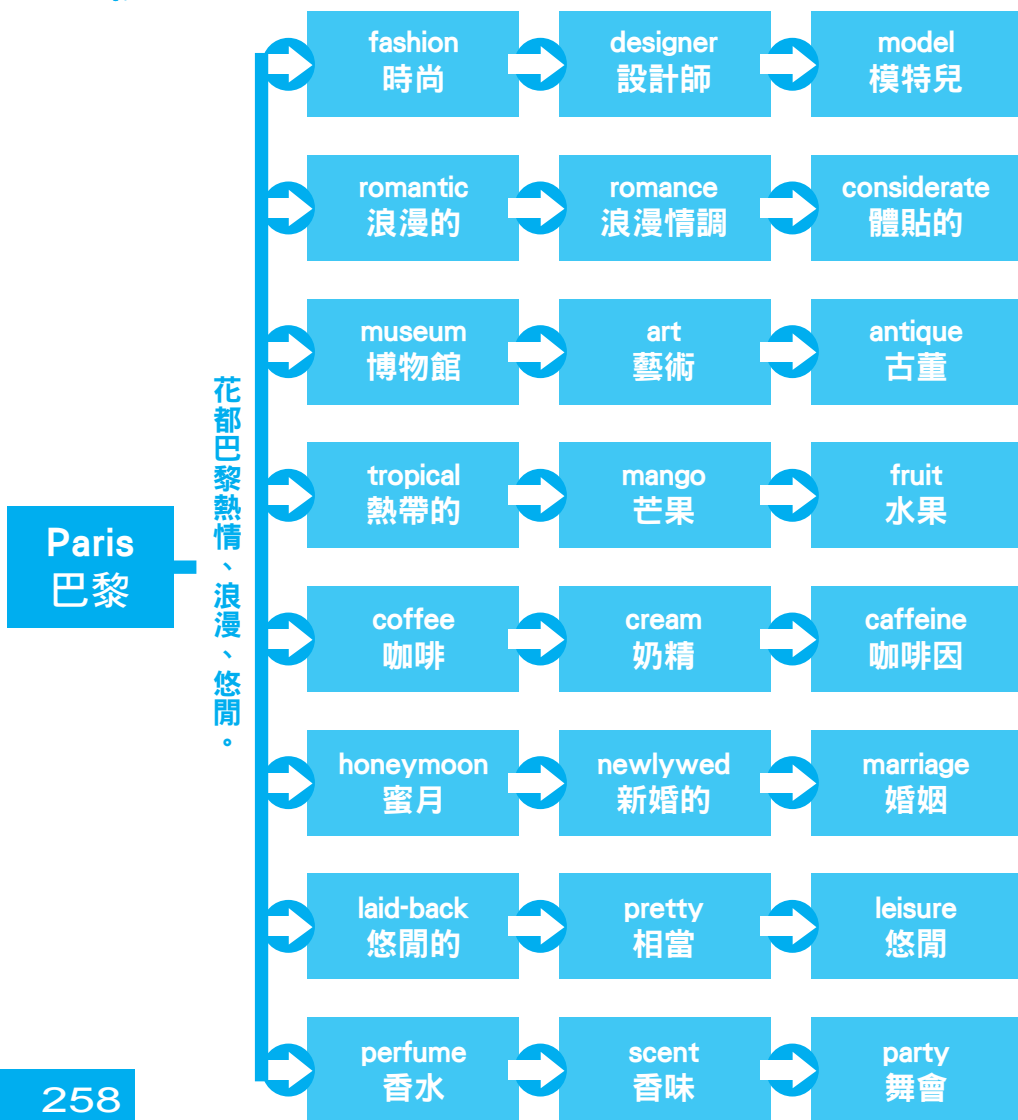 Paris
巴黎
花都巴黎熱情、浪漫、悠閒。
fashion
時尚
designer
設計師
model
模特兒
romantic
浪漫的
romance
浪漫情調
considerate
體貼的
museum
博物館
art
藝術
antique
古董
tropical
熱帶的
mango
芒果
fruit
水果
coffee
咖啡
cream
奶精
caffeine
咖啡因
honeymoon
蜜月
newlywed
新婚的
marriage
婚姻
laid-back
悠閒的
pretty
相當
leisure
悠閒
perfume
香水
scent
香味
party
舞會
258